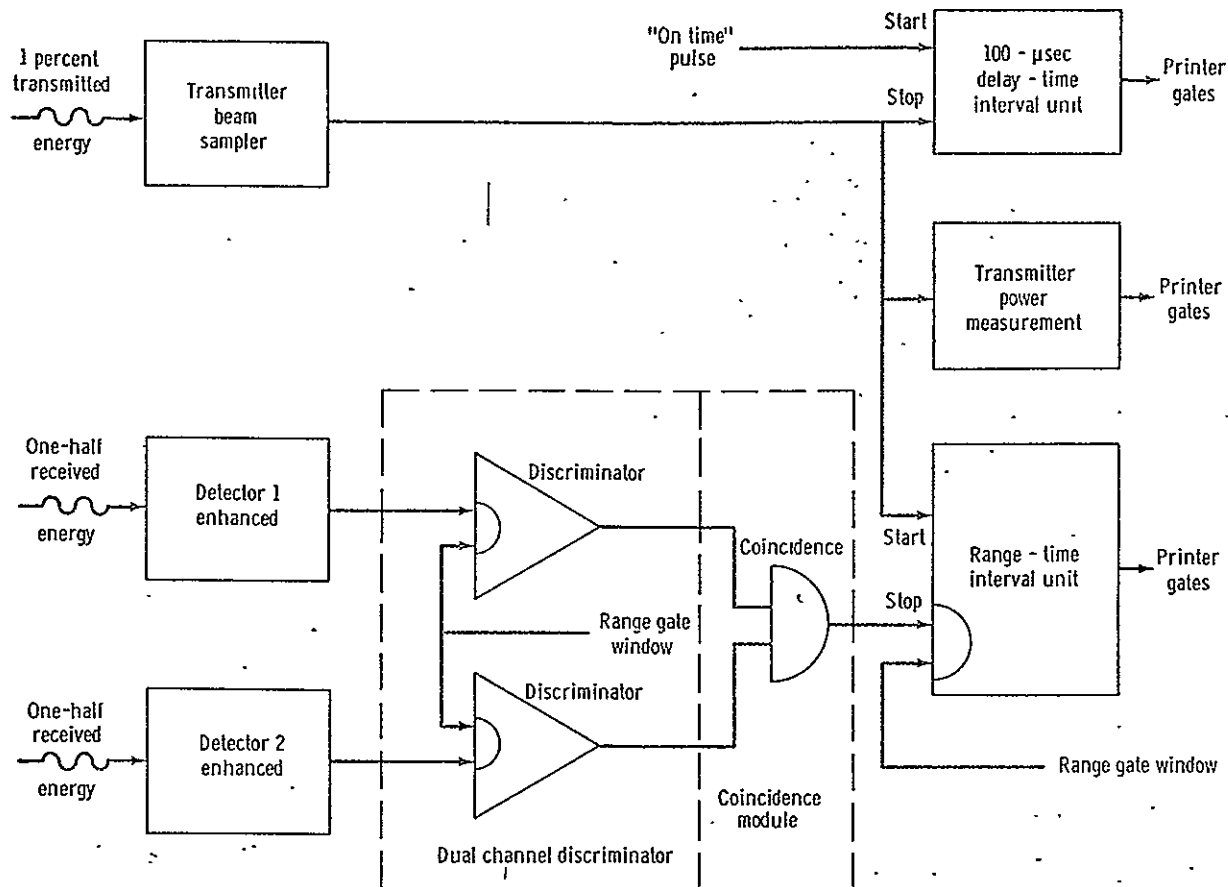 1 percent
transmitted
energy
Transmitter
beam
sampler
"On time"
pulse
Start
Stop
100 - µsec
delay - time
interval unit
Printer
gates
Transmitter
power
measurement
Printer
gates
One-half
received
energy
Detector 1
enhanced
Discriminator
Range gate
window
Coincidence
Start
Stop
Range - time
interval unit
Printer
gates
One-half
received
energy
Detector 2
enhanced
Discriminator
Range gate window
Coincidence
module
Dual channel discriminator